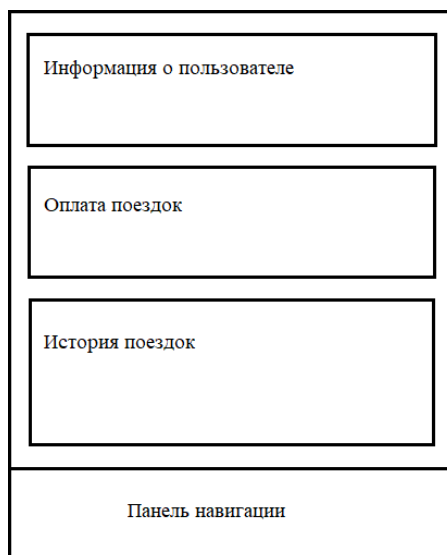 Информация о пользователе
Оплата поездок
История поездок
Панель навигации